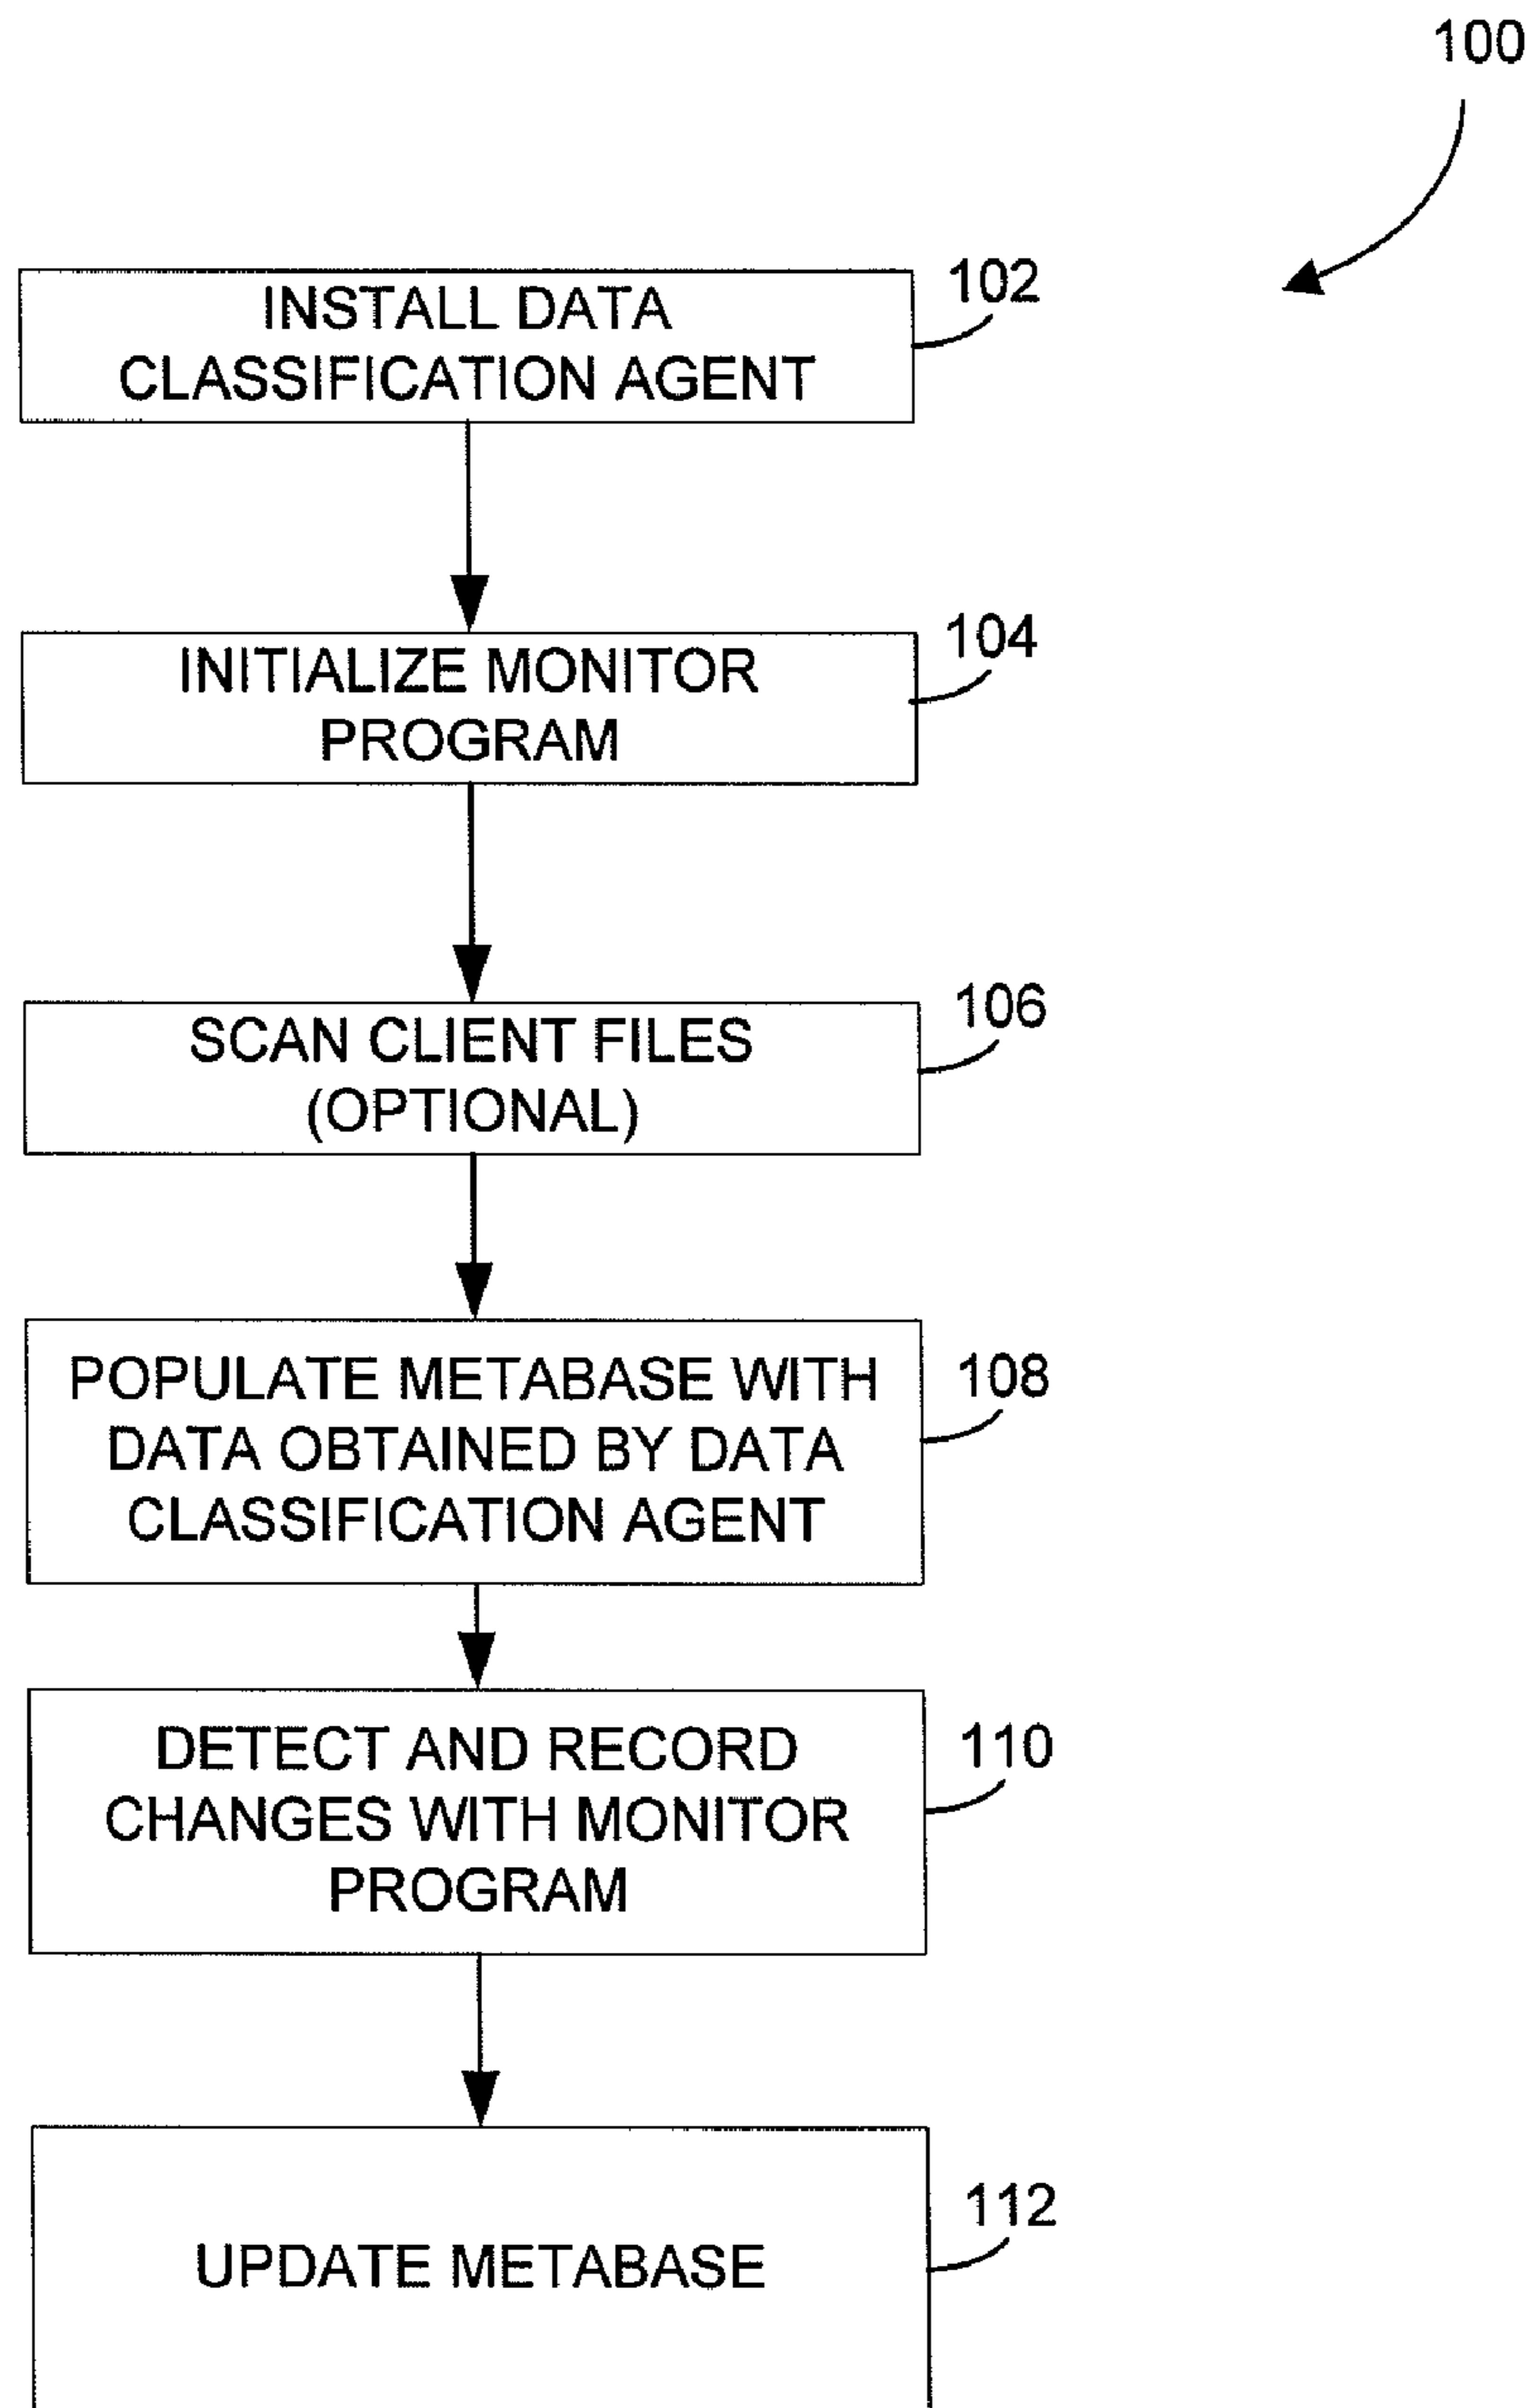 100
INSTALL DATA
CLASSIFICATION AGENT
102
INITIALIZE MONITOR
PROGRAM
104
SCAN CLIENT FILES
(OPTIONAL)
106
POPULATE METABASE WITH
DATA OBTAINED BY DATA
CLASSIFICATION AGENT
108
DETECT AND RECORD
CHANGES WITH MONITOR
PROGRAM
110
UPDATE METABASE
112